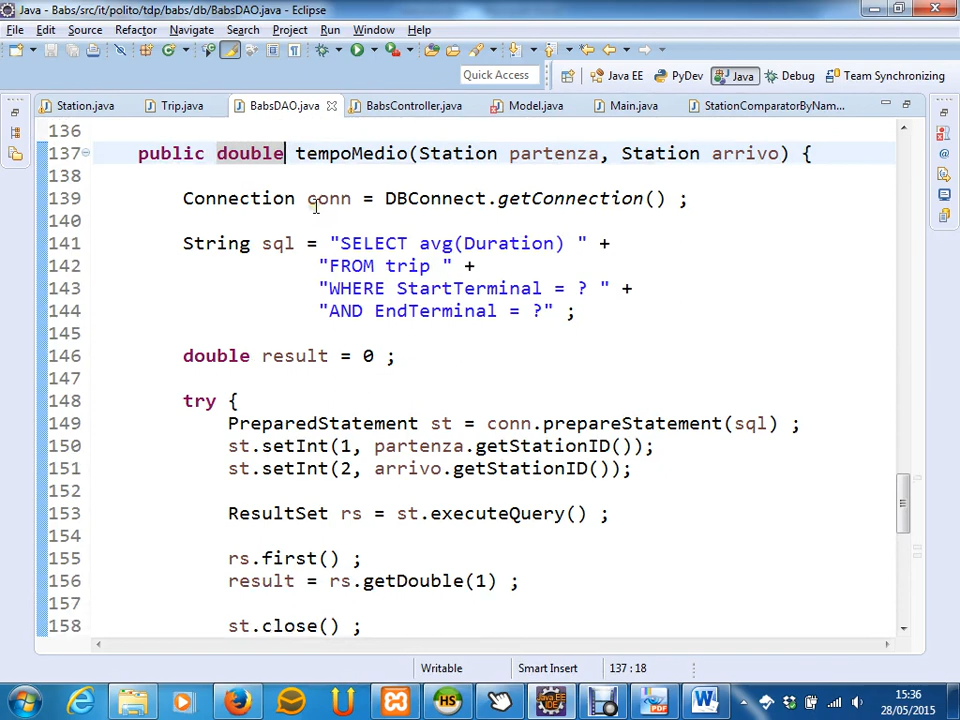 Java - Babs/src/it/polito/tdp/babs/db/BabsDAO.java - Eclipse
File Edit Source Refactor Navigate Search Project Run Window Help
Quick Access Java EE PyDev Java Debug Team Synchronizing
Station.java Trip.java BabsDAO.java BabsController.java Model.java Main.java StationComparatorByNam...
136
137 public double tempoMedio(Station partenza, Station arrivo) {
138
139 Connection conn = DBConnect.getConnection() ;
140
141 String sql = "SELECT avg(Duration) " +
142 "FROM trip " +
143 "WHERE StartTerminal = ? " +
144 "AND EndTerminal = ?" ;
145
146 double result = 0 ;
147
148 try {
149 PreparedStatement st = conn.prepareStatement(sql) ;
150 st.setInt(1, partenza.getStationID());
151 st.setInt(2, arrivo.getStationID());
152
153 ResultSet rs = st.executeQuery() ;
154
155 rs.first() ;
156 result = rs.getDouble(1) ;
157
158 st.close() ;
Writable Smart Insert 137 : 18
15:36
28/05/2015